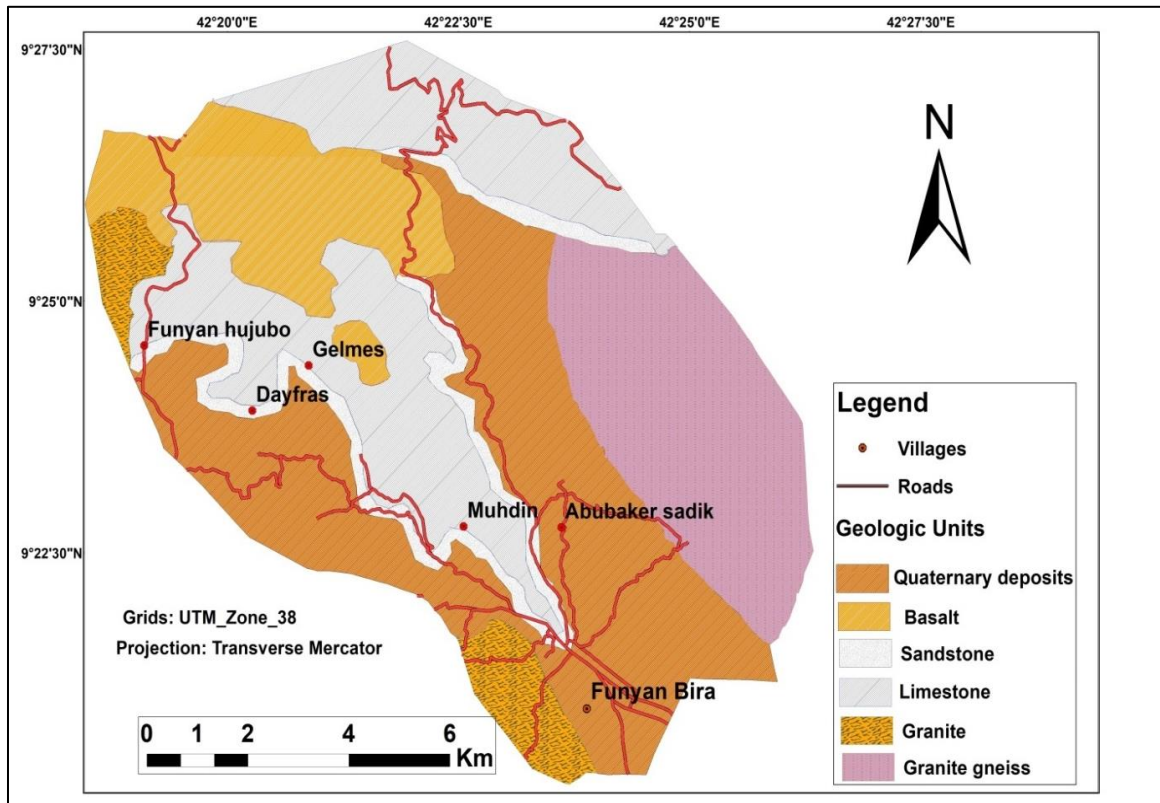 42°20'0"E 42°22'30"E 42°25'0"E 42°27'30"E
9°27'30"N
N
9°25'0"N
Funyan hujubo
Gelmes
Dayfras
Legend
Villages
Roads
Muhdin
Abubaker sadik
Geologic Units
9°22'30"N
Quaternary deposits
Grids: UTM_Zone_38
Basalt
Projection: Transverse Mercator
Sandstone
Funyan Bira
Limestone
0 1 2 4 6
Km
Granite
Granite gneiss